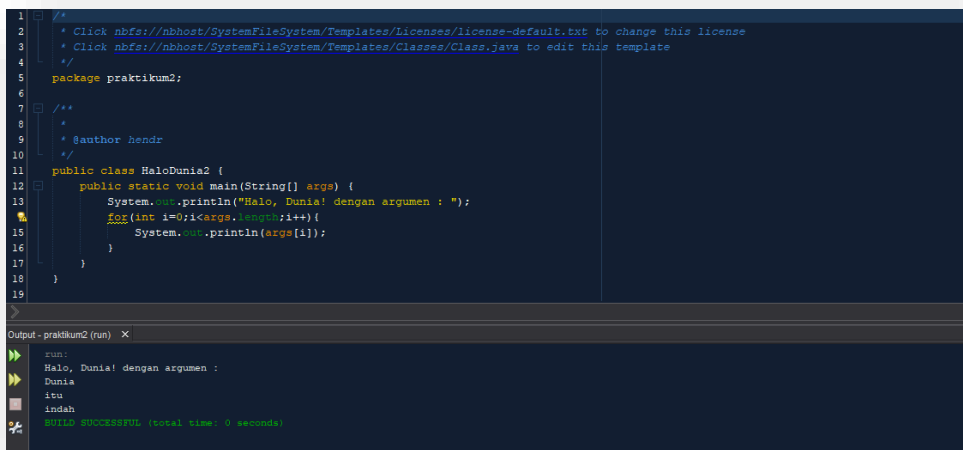 1 /*
2 * Click nbfs://nbhost/SystemFileSystem/Templates/Licenses/license-default.txt to change this license
3 * Click nbfs://nbhost/SystemFileSystem/Templates/Classes/Class.java to edit this template
4 */
5 package praktikum2;
6
7 /**
8 *
9 * @author hendr
10 */
11 public class HaloDunia2 {
12 public static void main(String[] args) {
13 System.out.println("Halo, Dunia! dengan argumen : ");
for(int i=0;i<args.length;i++){
15 System.out.println(args[i]);
16 }
17 }
18 }
19
Output - praktikum2 (run) ×
run:
Halo, Dunia! dengan argumen :
Dunia
itu
indah
BUILD SUCCESSFUL (total time: 0 seconds)